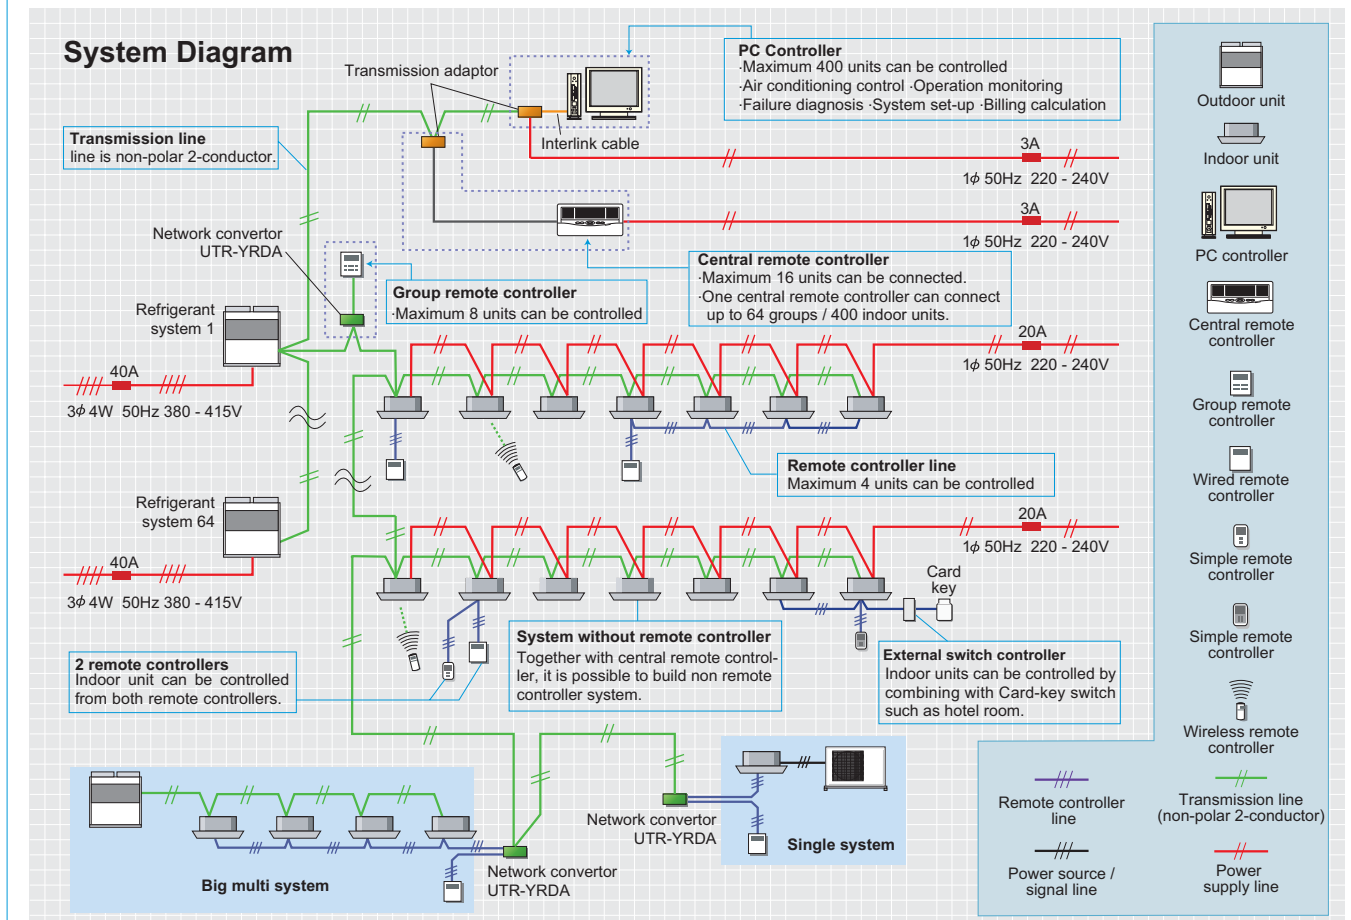 System Diagram
Transmission adaptor
PC Controller
·Maximum 400 units can be controlled
·Air conditioning control ·Operation monitoring
·Failure diagnosis ·System set-up ·Billing calculation
Interlink cable
Transmission line
line is non-polar 2-conductor.
3A
1ϕ 50Hz 220 - 240V
3A
1ϕ 50Hz 220 - 240V
Network convertor
UTR-YRDA
Central remote controller
·Maximum 16 units can be connected.
·One central remote controller can connect
up to 64 groups / 400 indoor units.
Group remote controller
·Maximum 8 units can be controlled
Refrigerant
system 1
40A
3ϕ 4W 50Hz 380 - 415V
20A
1ϕ 50Hz 220 - 240V
Remote controller line
Maximum 4 units can be controlled
Refrigerant
system 64
40A
3ϕ 4W 50Hz 380 - 415V
20A
1ϕ 50Hz 220 - 240V
Card
key
2 remote controllers
Indoor unit can be controlled
from both remote controllers.
System without remote controller
Together with central remote control-
ler, it is possible to build non remote
controller system.
External switch controller
Indoor units can be controlled by
combining with Card-key switch
such as hotel room.
Big multi system
Network convertor
UTR-YRDA
Network convertor
UTR-YRDA
Single system
Outdoor unit
Indoor unit
PC controller
Central remote
controller
Group remote
controller
Wired remote
controller
Simple remote
controller
Simple remote
controller
Wireless remote
controller
Remote controller
line
Transmission line
(non-polar 2-conductor)
Power source /
signal line
Power
supply line